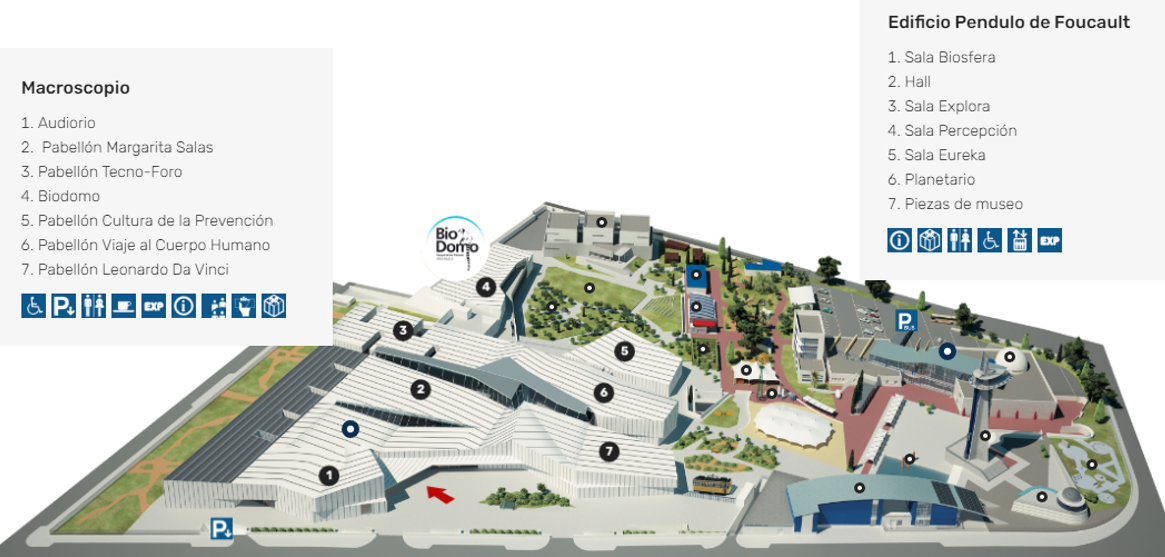 Macroscopio
1. Audiorio
2. Pabellón Margarita Salas
3. Pabellón Tecno-Foro
4. Biodomo
5. Pabellón Cultura de la Prevención
6. Pabellón Viaje al Cuerpo Humano
7. Pabellón Leonardo Da Vinci
P EXP i
Edificio Pendulo de Foucault
1. Sala Biosfera
2. Hall
3. Sala Explora
4. Sala Percepción
5. Sala Eureka
6. Planetario
7. Piezas de museo
i EXP
Bio
Domo
4
3
5
2
6
7
1
P
BUS
P